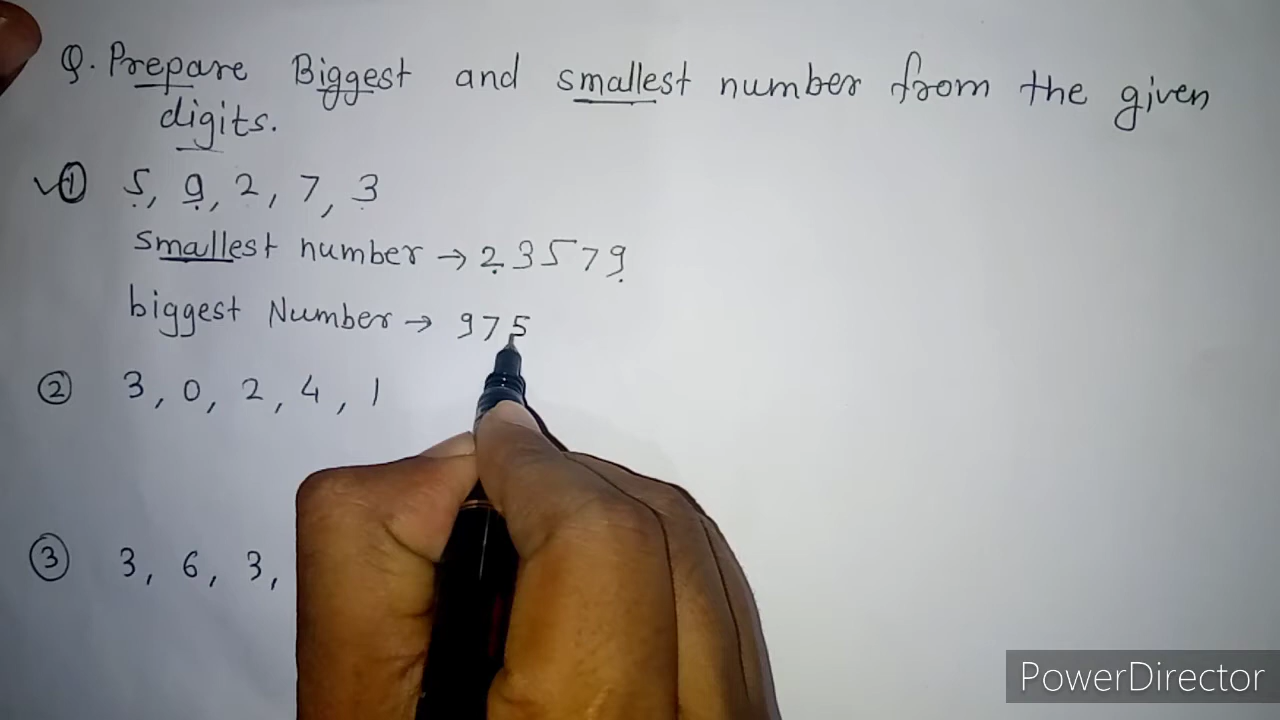 Q. Prepare Biggest and smallest number from the given
digits.
① 5, 9, 2, 7, 3
Smallest number → 23579
biggest Number → 975
② 3, 0, 2, 4, 1
③ 3, 6, 3,
PowerDirector